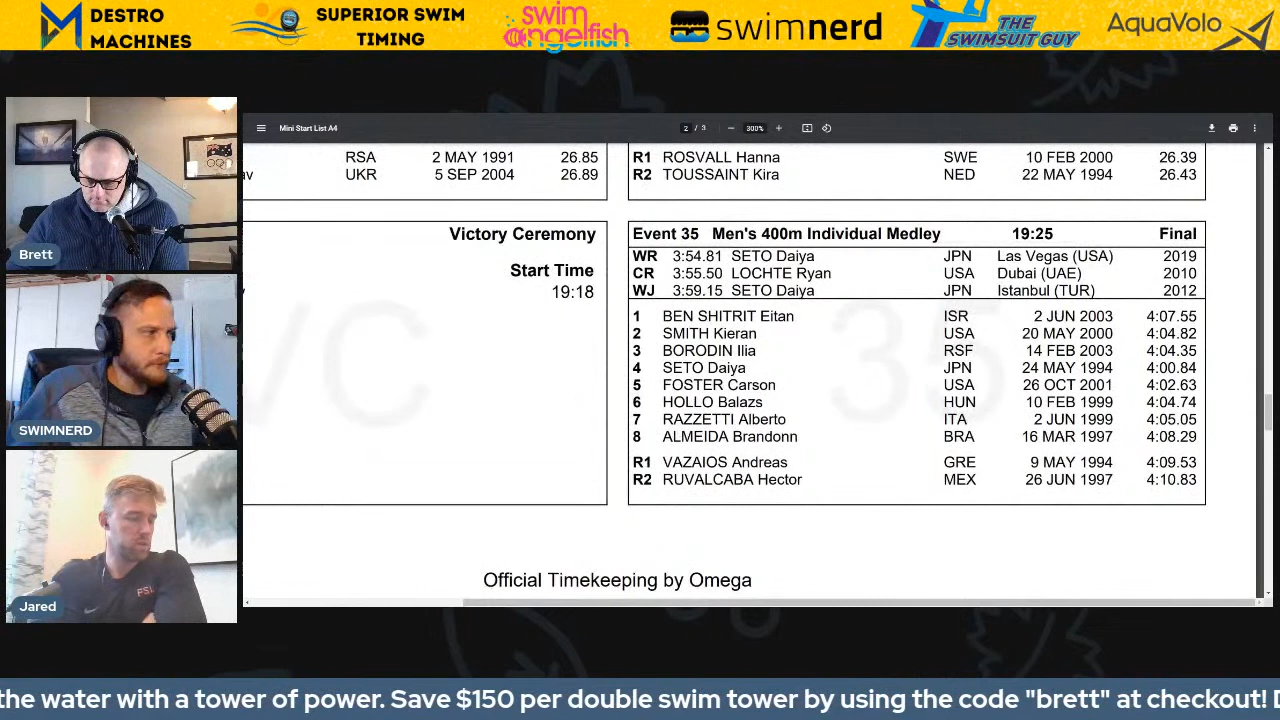 DESTRO
MACHINES
SUPERIOR SWIM
TIMING
swim
angelfish
swimnerd
THE
SWIMSUIT GUY
AquaVolo
Mini Start List A4
2 / 3
300%
Brett
SWIMNERD
FSU
Jared
RSA 2 MAY 1991 26.85
av UKR 5 SEP 2004 26.89
R1 ROSVALL Hanna SWE 10 FEB 2000 26.39
R2 TOUSSAINT Kira NED 22 MAY 1994 26.43
VC
Victory Ceremony
Start Time
19:18
35
Event 35 Men's 400m Individual Medley 19:25 Final
WR 3:54.81 SETO Daiya JPN Las Vegas (USA) 2019
CR 3:55.50 LOCHTE Ryan USA Dubai (UAE) 2010
WJ 3:59.15 SETO Daiya JPN Istanbul (TUR) 2012
1 BEN SHITRIT Eitan ISR 2 JUN 2003 4:07.55
2 SMITH Kieran USA 20 MAY 2000 4:04.82
3 BORODIN Ilia RSF 14 FEB 2003 4:04.35
4 SETO Daiya JPN 24 MAY 1994 4:00.84
5 FOSTER Carson USA 26 OCT 2001 4:02.63
6 HOLLO Balazs HUN 10 FEB 1999 4:04.74
7 RAZZETTI Alberto ITA 2 JUN 1999 4:05.05
8 ALMEIDA Brandonn BRA 16 MAR 1997 4:08.29
R1 VAZAIOS Andreas GRE 9 MAY 1994 4:09.53
R2 RUVALCABA Hector MEX 26 JUN 1997 4:10.83
Official Timekeeping by Omega
the water with a tower of power. Save $150 per double swim tower by using the code "brett" at checkout! D